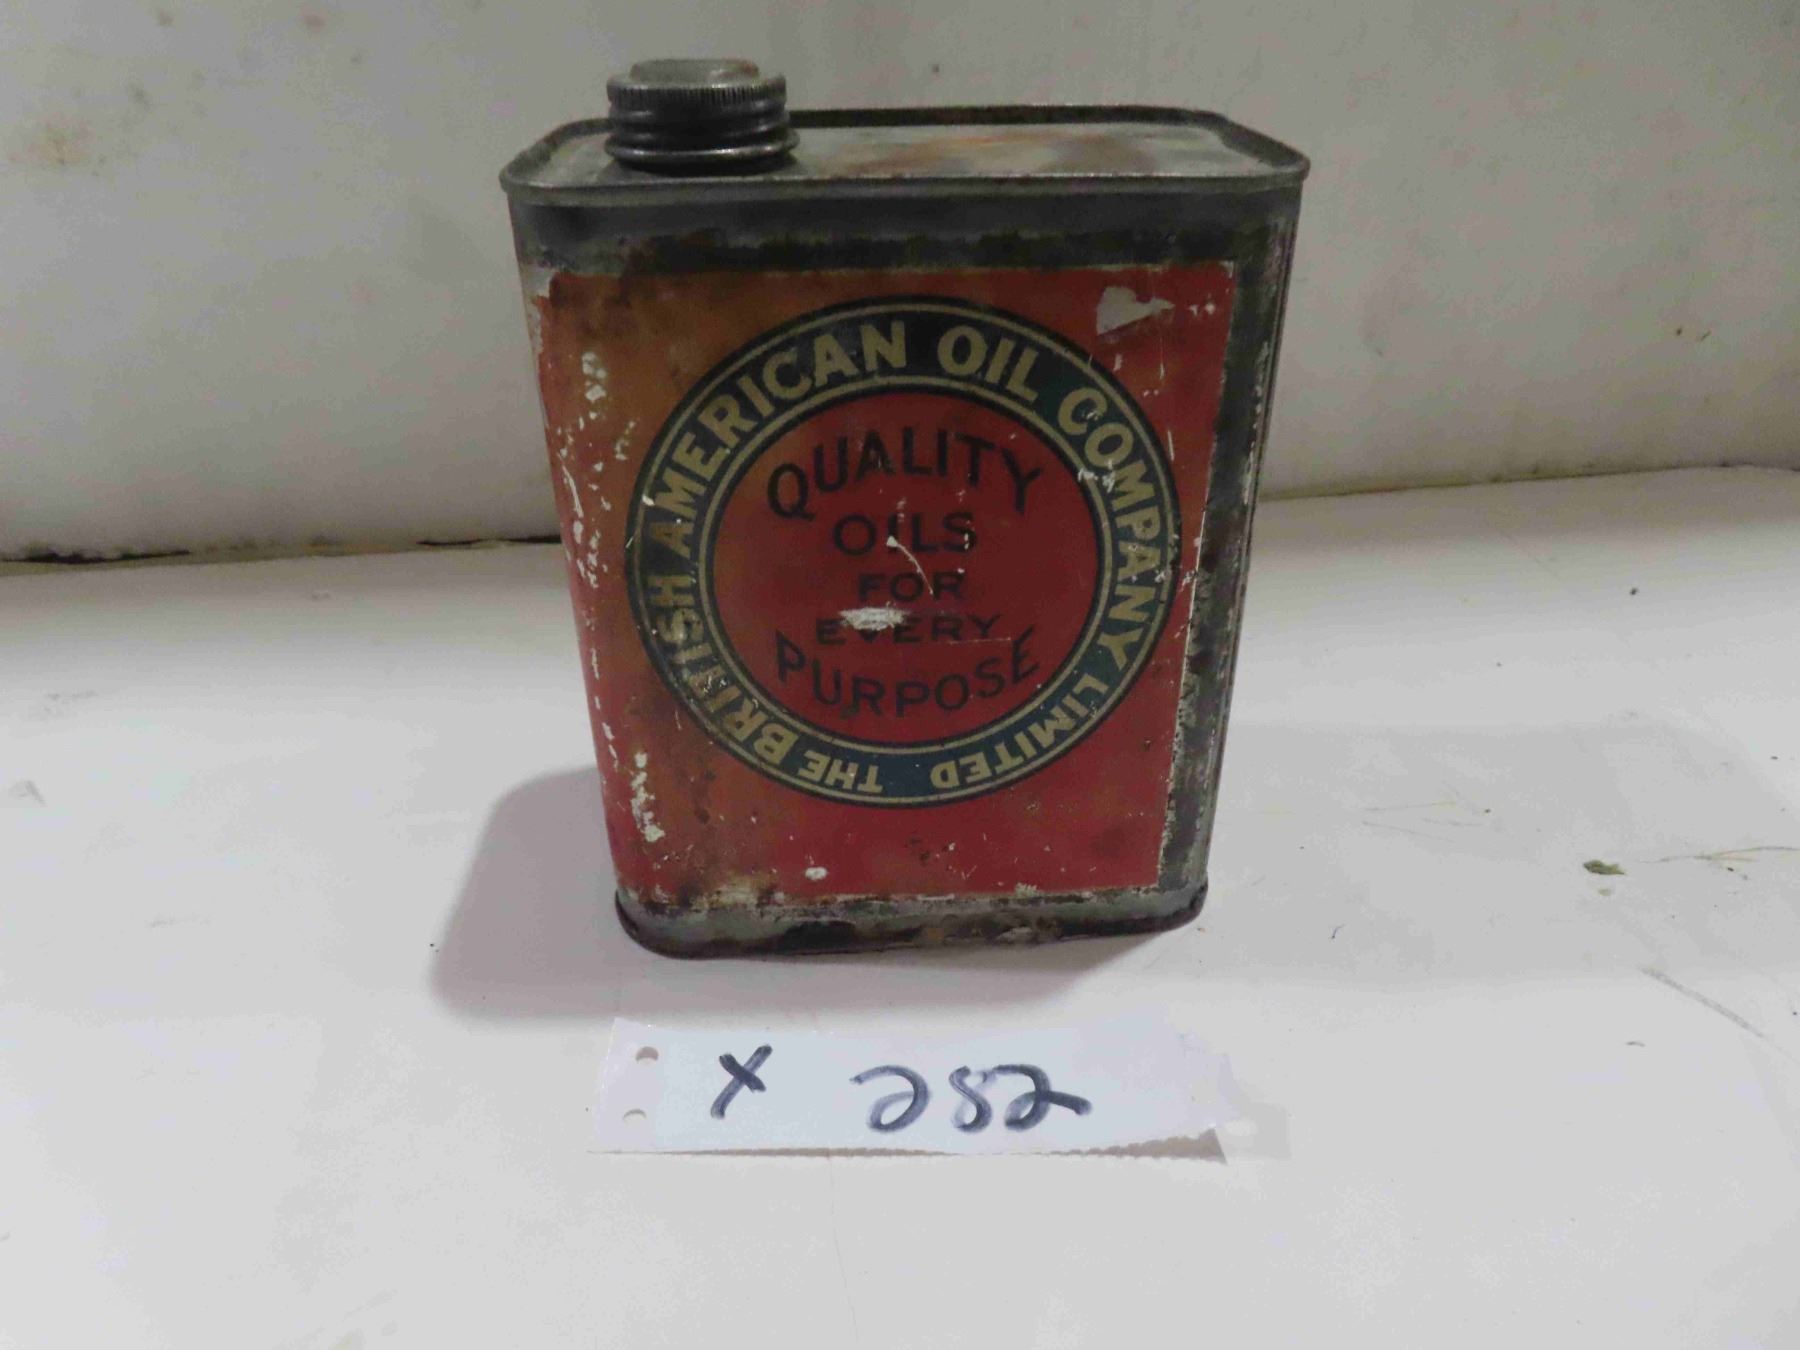 THE BRITISH AMERICAN OIL COMPANY LIMITED
QUALITY
OILS
FOR
EVERY
PURPOSE
X 282